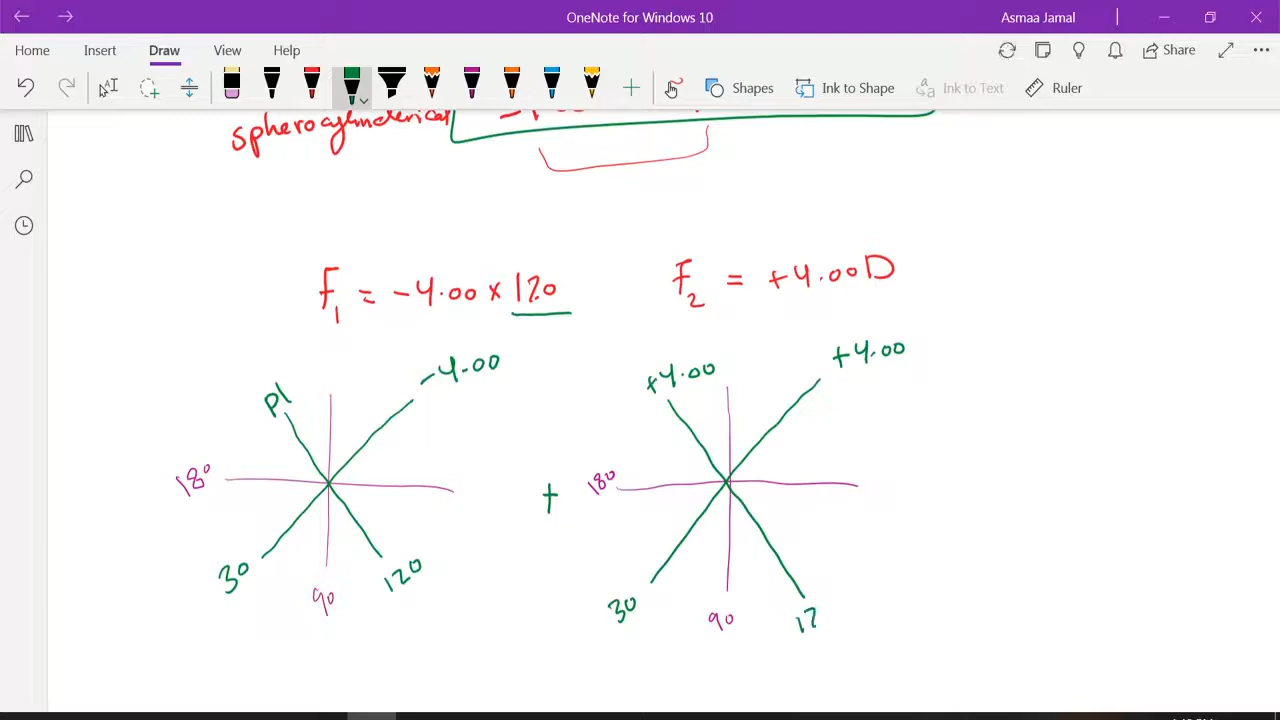 OneNote for Windows 10
Asmaa Jamal
Home Insert Draw View Help
Share
Shapes Ink to Shape Ink to Text Ruler
spherocylinderical
F1 = -4.00 × 120
F2 = +4.00D
pl -4.00
+4.00 +4.00
180
30 90 120
+
180
30 90 12